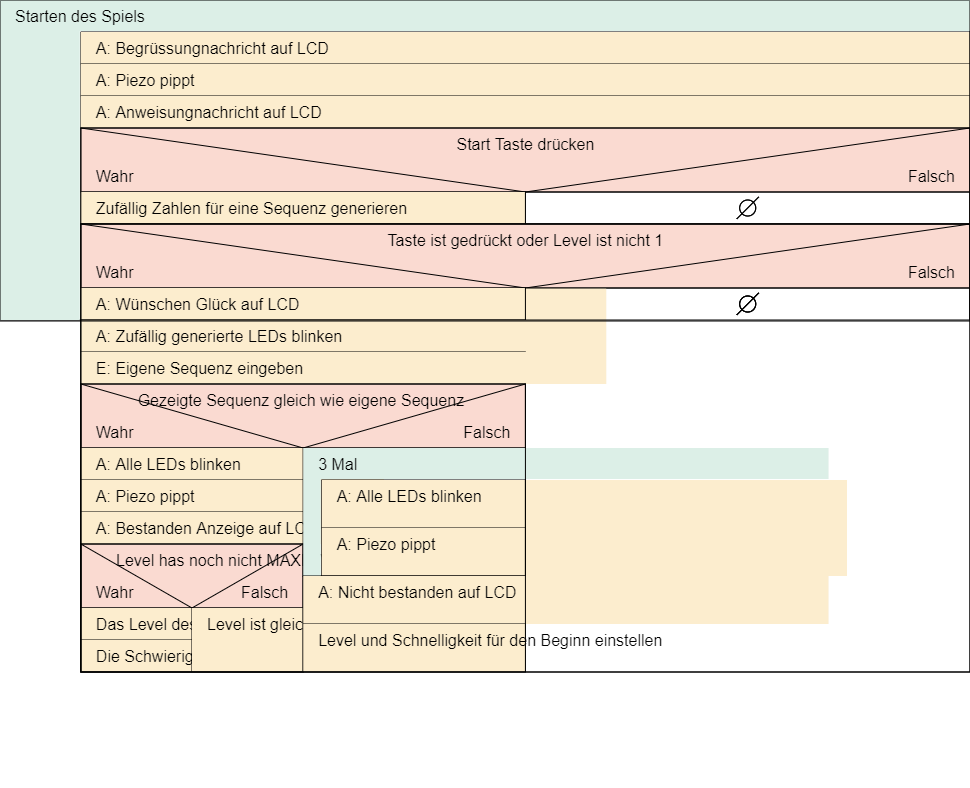 Starten des Spiels
A: Begrüssungnachricht auf LCD
A: Piezo pippt
A: Anweisungnachricht auf LCD
Start Taste drücken
Wahr
Falsch
Zufällig Zahlen für eine Sequenz generieren
Taste ist gedrückt oder Level ist nicht 1
Wahr
Falsch
A: Wünschen Glück auf LCD
A: Zufällig generierte LEDs blinken
E: Eigene Sequenz eingeben
Gezeigte Sequenz gleich wie eigene Sequenz
Wahr
Falsch
A: Alle LEDs blinken
A: Piezo pippt
A: Bestanden Anzeige auf LC
Level has noch nicht MAX
Wahr
Falsch
Das Level des
Die Schwierig
Level ist gleic
3 Mal
A: Alle LEDs blinken
A: Piezo pippt
A: Nicht bestanden auf LCD
Level und Schnelligkeit für den Beginn einstellen